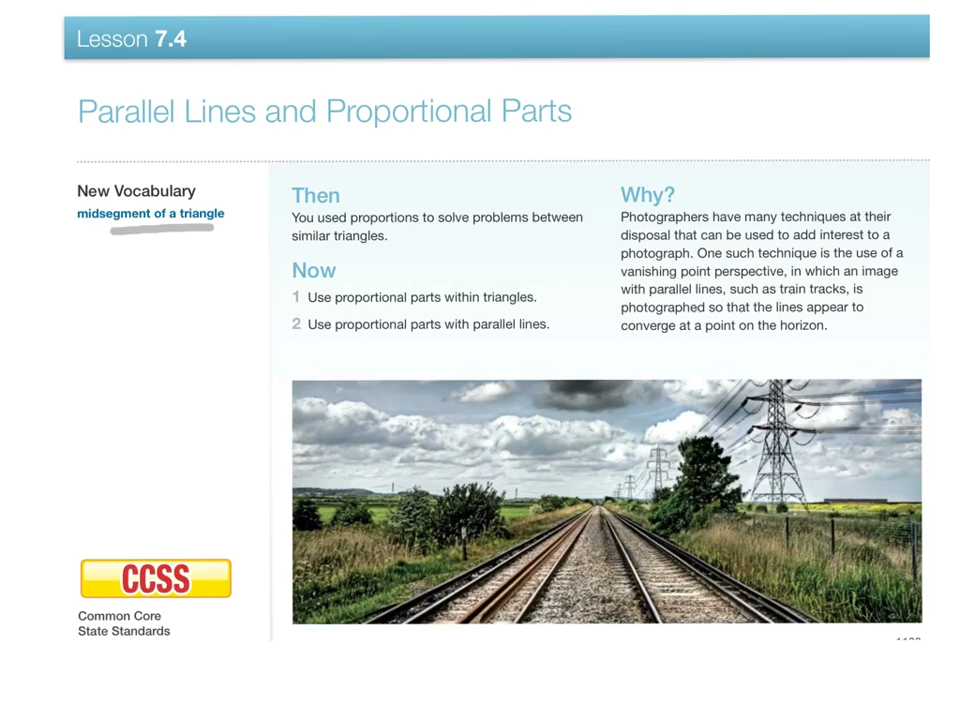 Lesson 7.4
Parallel Lines and Proportional Parts
New Vocabulary
midsegment of a triangle
Then
You used proportions to solve problems between
similar triangles.
Now
1 Use proportional parts within triangles.
2 Use proportional parts with parallel lines.
Why?
Photographers have many techniques at their
disposal that can be used to add interest to a
photograph. One such technique is the use of a
vanishing point perspective, in which an image
with parallel lines, such as train tracks, is
photographed so that the lines appear to
converge at a point on the horizon.
CCSS
Common Core
State Standards